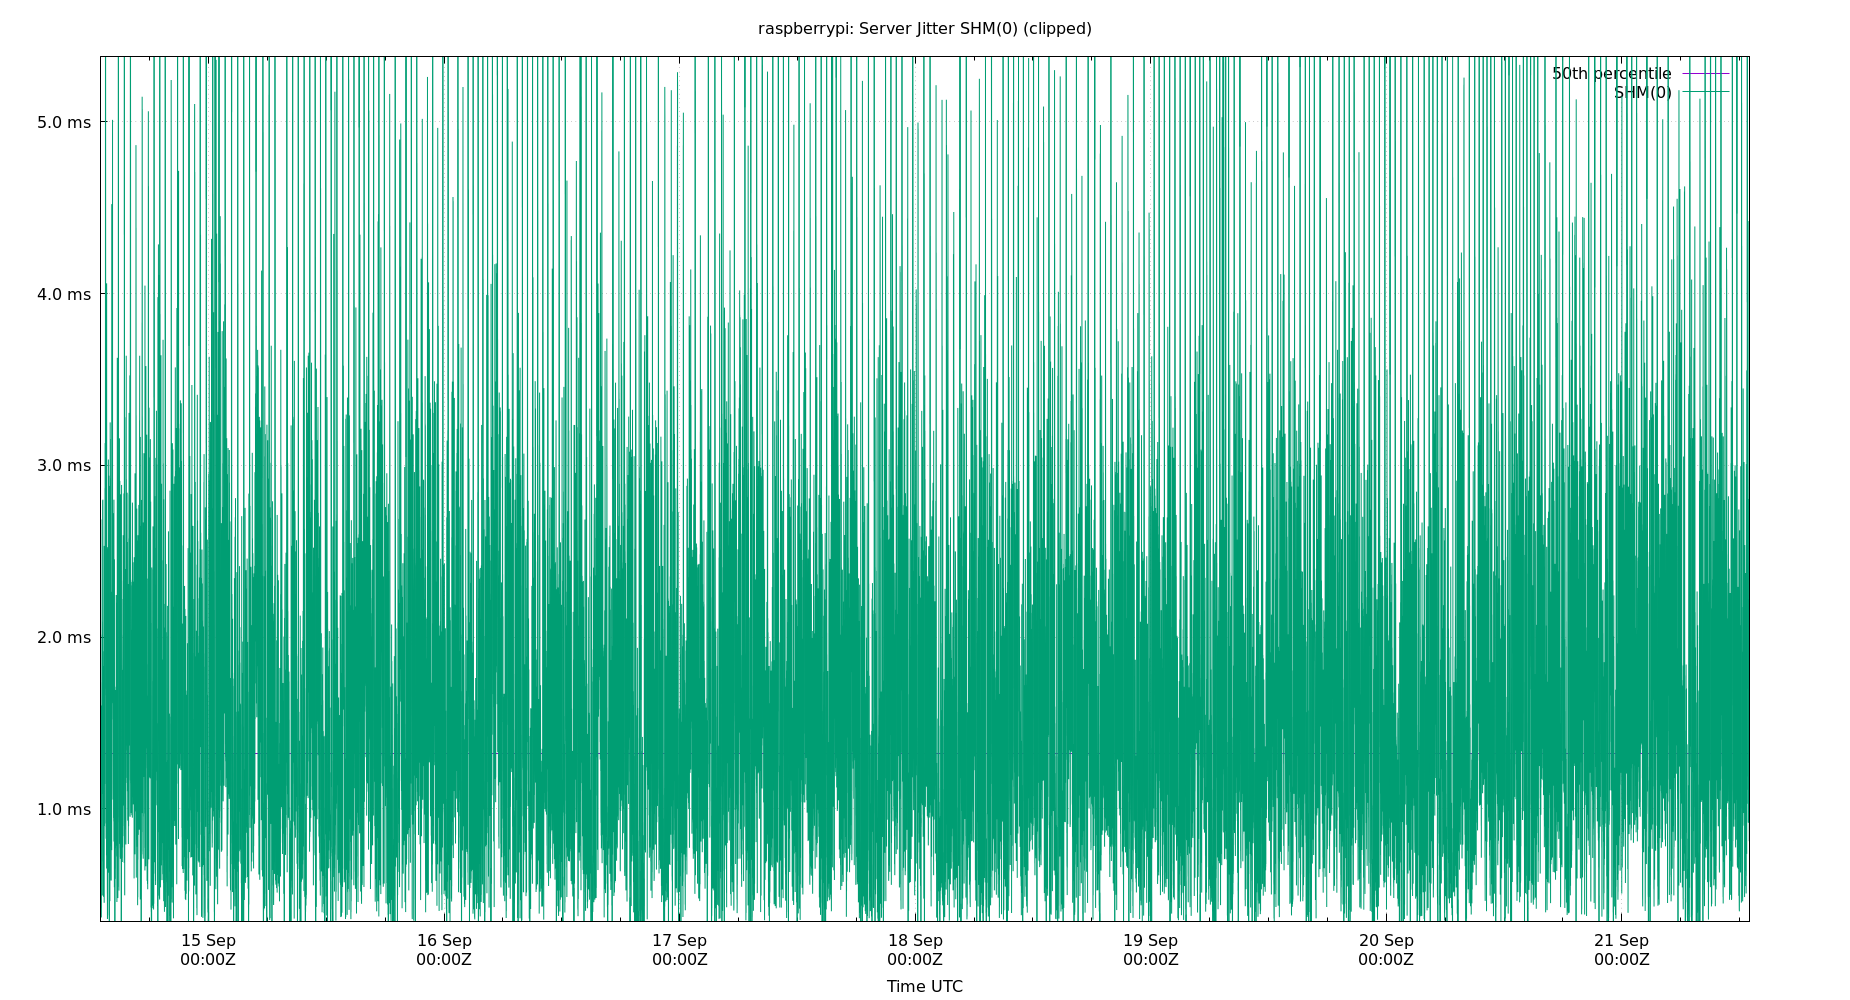 raspberrypi: Server Jitter SHM(0) (clipped)
50th percentile
SHM(0)
5.0 ms
4.0 ms
3.0 ms
2.0 ms
1.0 ms
15 Sep 16 Sep 17 Sep 18 Sep 19 Sep 20 Sep 21 Sep
00:00Z 00:00Z 00:00Z 00:00Z 00:00Z 00:00Z 00:00Z
Time UTC